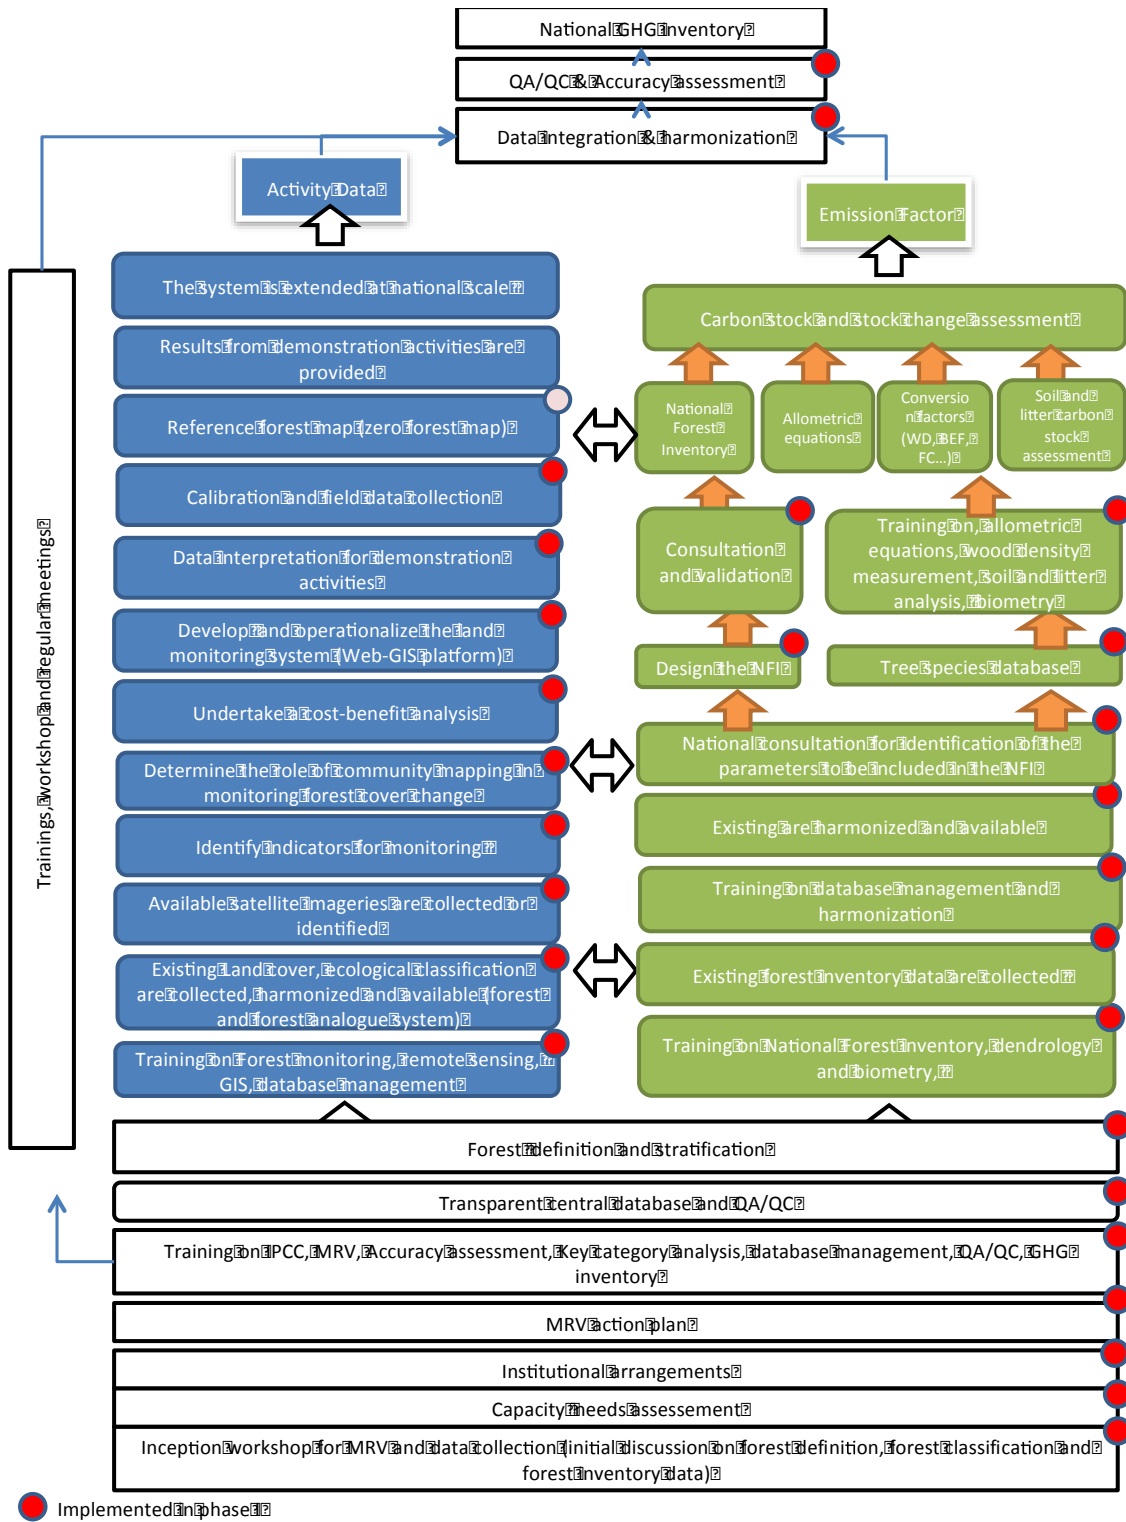 National GHG inventory
QA/QC & Accuracy assessment
Data integration & harmonization
Activity Data
Emission Factor
Trainings, workshop and regular meetings
The system is extended at national scale
Results from demonstration activities are
provided
Reference forest map (zero forest map)
Calibration and field data collection
Data interpretation for demonstration
activities
Develop and operationalize the land
monitoring system (Web-GIS platform)
Undertake a cost-benefit analysis
Determine the role of community mapping in
monitoring forest cover change
Identify indicators for monitoring
Available satellite imageries are collected or
identified
Existing Land cover, ecological classification
are collected, harmonized and available (forest
and forest analogue system)
Training on Forest monitoring, remote sensing,
GIS, database management
Carbon stock and stock change assessment
National
Forest
Inventory
Allometric
equations
Conversio
n factors
(WD, BEF,
FC...)
Soil and
litter carbon
stock
assessment
Consultation
and validation
Training on, allometric
equations, wood density
measurement, soil and litter
analysis, biometry
Design the NFI
Tree species database
National consultation for identification of the
parameters to be included in the NFI
Existing are harmonized and available
Training on database management and
harmonization
Existing forest inventory data are collected
Training on National Forest Inventory, dendrology
and biometry,
Forest definition and stratification
Transparent central database and QA/QC
Training on IPCC, MRV, Accuracy assessment, Key category analysis, database management, QA/QC, GHG
inventory
MRV action plan
Institutional arrangements
Capacity needs assessement
Inception workshop for MRV and data collection (initial discussion on forest definition, forest classification and
forest inventory data)
Implemented in phase